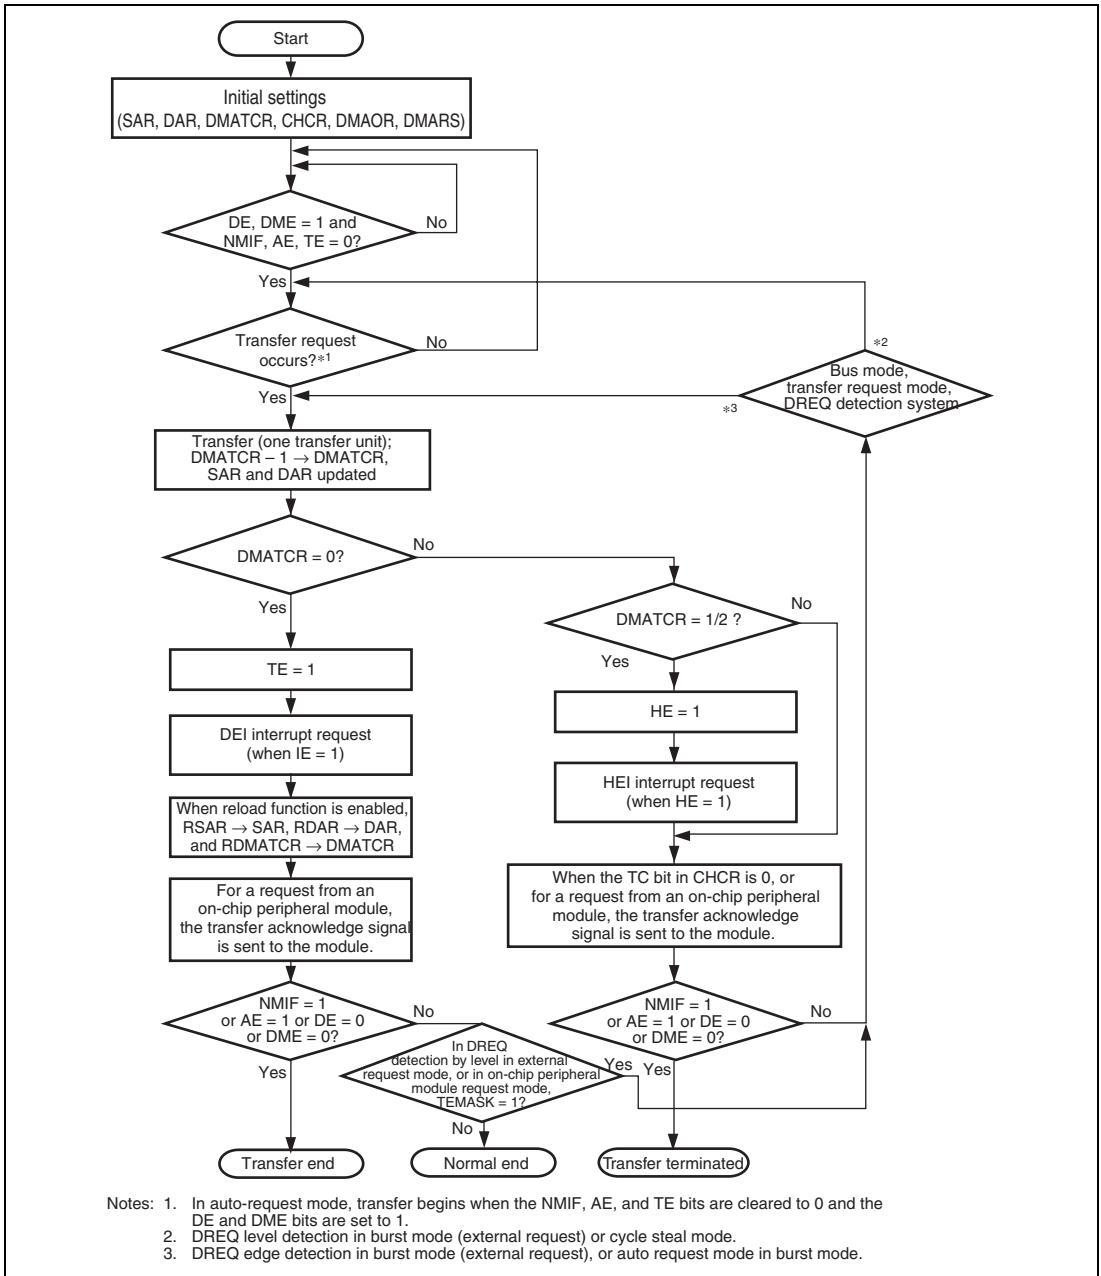 Start
Initial settings
(SAR, DAR, DMATCR, CHCR, DMAOR, DMARS)
DE, DME = 1 and
NMIF, AE, TE = 0?
No
Yes
Transfer request
occurs?*1
No
Yes
*2
Bus mode,
transfer request mode,
DREQ detection system
*3
Transfer (one transfer unit);
DMATCR – 1 → DMATCR,
SAR and DAR updated
DMATCR = 0?
No
Yes
DMATCR = 1/2 ?
No
Yes
TE = 1
HE = 1
DEI interrupt request
(when IE = 1)
HEI interrupt request
(when HE = 1)
When reload function is enabled,
RSAR → SAR, RDAR → DAR,
and RDMATCR → DMATCR
For a request from an
on-chip peripheral module,
the transfer acknowledge signal
is sent to the module.
When the TC bit in CHCR is 0, or
for a request from an on-chip peripheral
module, the transfer acknowledge
signal is sent to the module.
NMIF = 1
or AE = 1 or DE = 0
or DME = 0?
No
Yes
In DREQ
detection by level in external
request mode, or in on-chip peripheral
module request mode,
TEMASK = 1?
Yes
No
NMIF = 1
or AE = 1 or DE = 0
or DME = 0?
No
Yes
Transfer end
Normal end
Transfer terminated
Notes: 1. In auto-request mode, transfer begins when the NMIF, AE, and TE bits are cleared to 0 and the
DE and DME bits are set to 1.
2. DREQ level detection in burst mode (external request) or cycle steal mode.
3. DREQ edge detection in burst mode (external request), or auto request mode in burst mode.